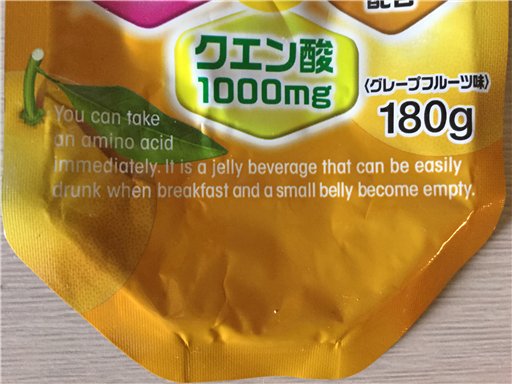 配合
クエン酸
1000mg
〈グレープフルーツ味〉
180g
You can take
an amino acid
immediately. It is a jelly beverage that can be easily
drunk when breakfast and a small belly become empty.